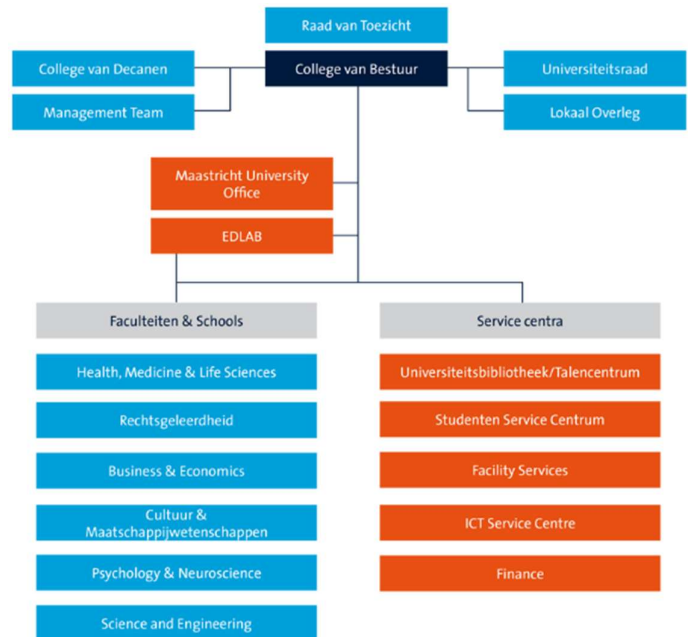 Raad van Toezicht
College van Decanen
College van Bestuur
Universiteitsraad
Management Team
Lokaal Overleg
Maastricht University
Office
EDLAB
Faculteiten & Schools
Service centra
Health, Medicine & Life Sciences
Universiteitsbibliotheek/Talencentrum
Rechtsgeleerdheid
Studenten Service Centrum
Business & Economics
Facility Services
Cultuur &
Maatschappijwetenschappen
ICT Service Centre
Psychology & Neuroscience
Finance
Science and Engineering